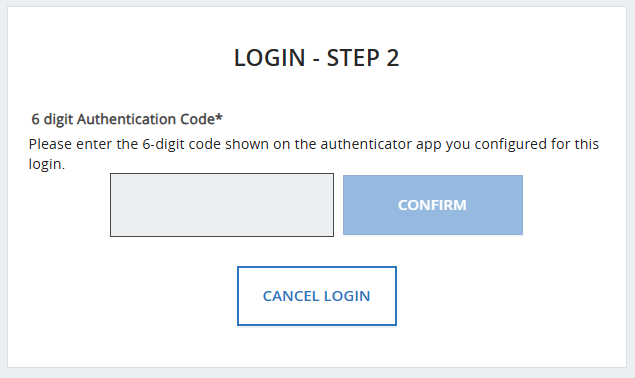 LOGIN - STEP 2
6 digit Authentication Code*
Please enter the 6-digit code shown on the authenticator app you configured for this
login.
CONFIRM
CANCEL LOGIN